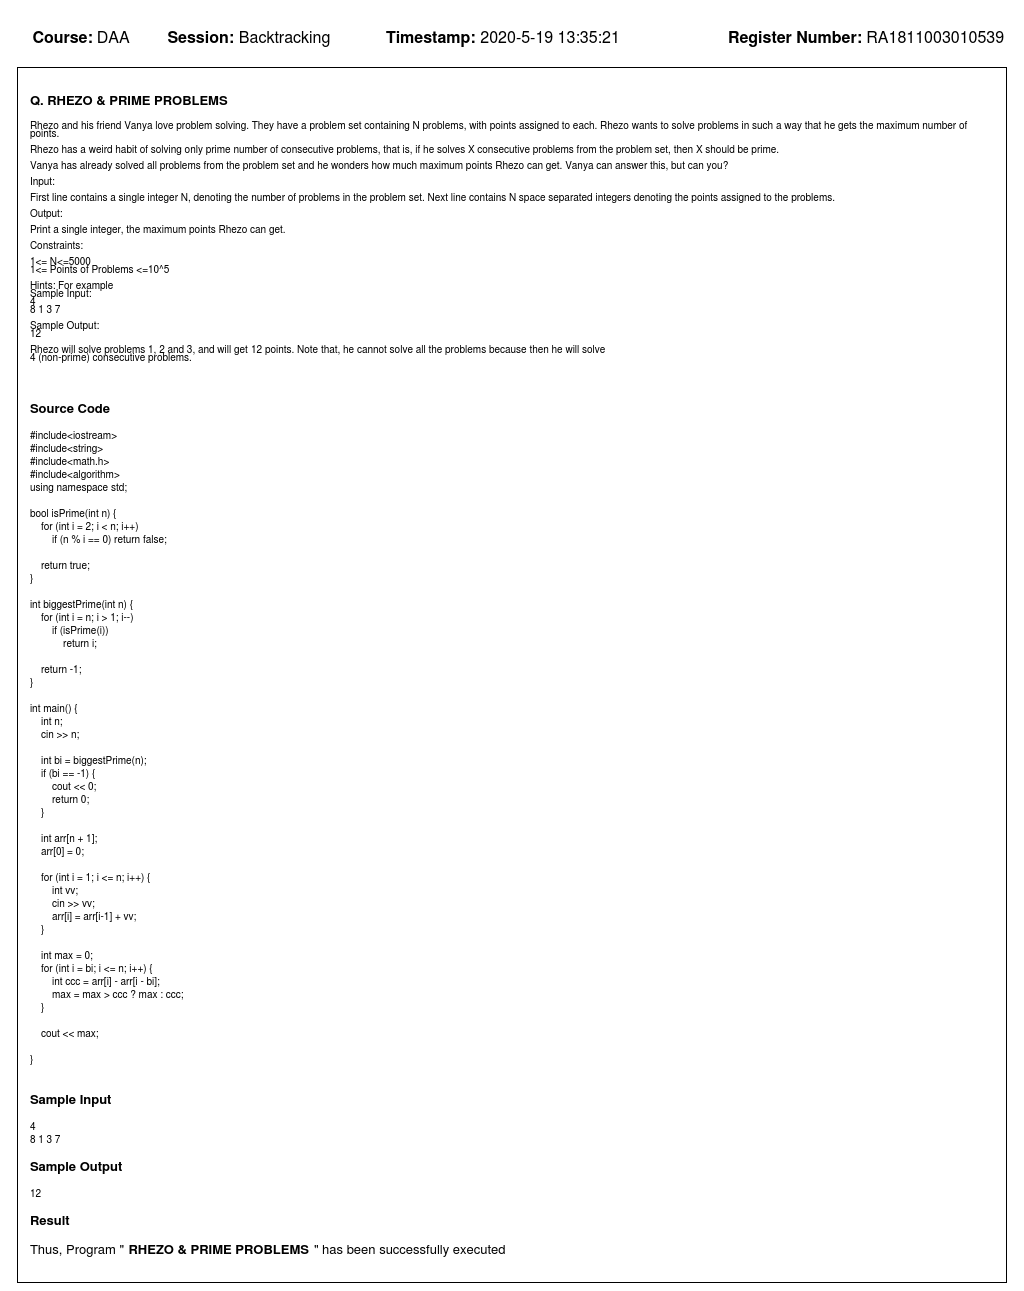 Course: DAA Session: Backtracking Timestamp: 2020-5-19 13:35:21 Register Number: RA1811003010539
Q. RHEZO & PRIME PROBLEMS
Rhezo and his friend Vanya love problem solving. They have a problem set containing N problems, with points assigned to each. Rhezo wants to solve problems in such a way that he gets the maximum number of
points.
Rhezo has a weird habit of solving only prime number of consecutive problems, that is, if he solves X consecutive problems from the problem set, then X should be prime.
Vanya has already solved all problems from the problem set and he wonders how much maximum points Rhezo can get. Vanya can answer this, but can you?
Input:
First line contains a single integer N, denoting the number of problems in the problem set. Next line contains N space separated integers denoting the points assigned to the problems.
Output:
Print a single integer, the maximum points Rhezo can get.
Constraints:
1<= N<=5000
1<= Points of Problems <=10^5
Hints: For example
Sample Input:
4
8 1 3 7
Sample Output:
12
Rhezo will solve problems 1, 2 and 3, and will get 12 points. Note that, he cannot solve all the problems because then he will solve
4 (non-prime) consecutive problems.
Source Code
#include<iostream>
#include<string>
#include<math.h>
#include<algorithm>
using namespace std;
bool isPrime(int n) {
for (int i = 2; i < n; i++)
if (n % i == 0) return false;
return true;
}
int biggestPrime(int n) {
for (int i = n; i > 1; i--)
if (isPrime(i))
return i;
return -1;
}
int main() {
int n;
cin >> n;
int bi = biggestPrime(n);
if (bi == -1) {
cout << 0;
return 0;
}
int arr[n + 1];
arr[0] = 0;
for (int i = 1; i <= n; i++) {
int vv;
cin >> vv;
arr[i] = arr[i-1] + vv;
}
int max = 0;
for (int i = bi; i <= n; i++) {
int ccc = arr[i] - arr[i - bi];
max = max > ccc ? max : ccc;
}
cout << max;
}
Sample Input
4
8 1 3 7
Sample Output
12
Result
Thus, Program " RHEZO & PRIME PROBLEMS " has been successfully executed